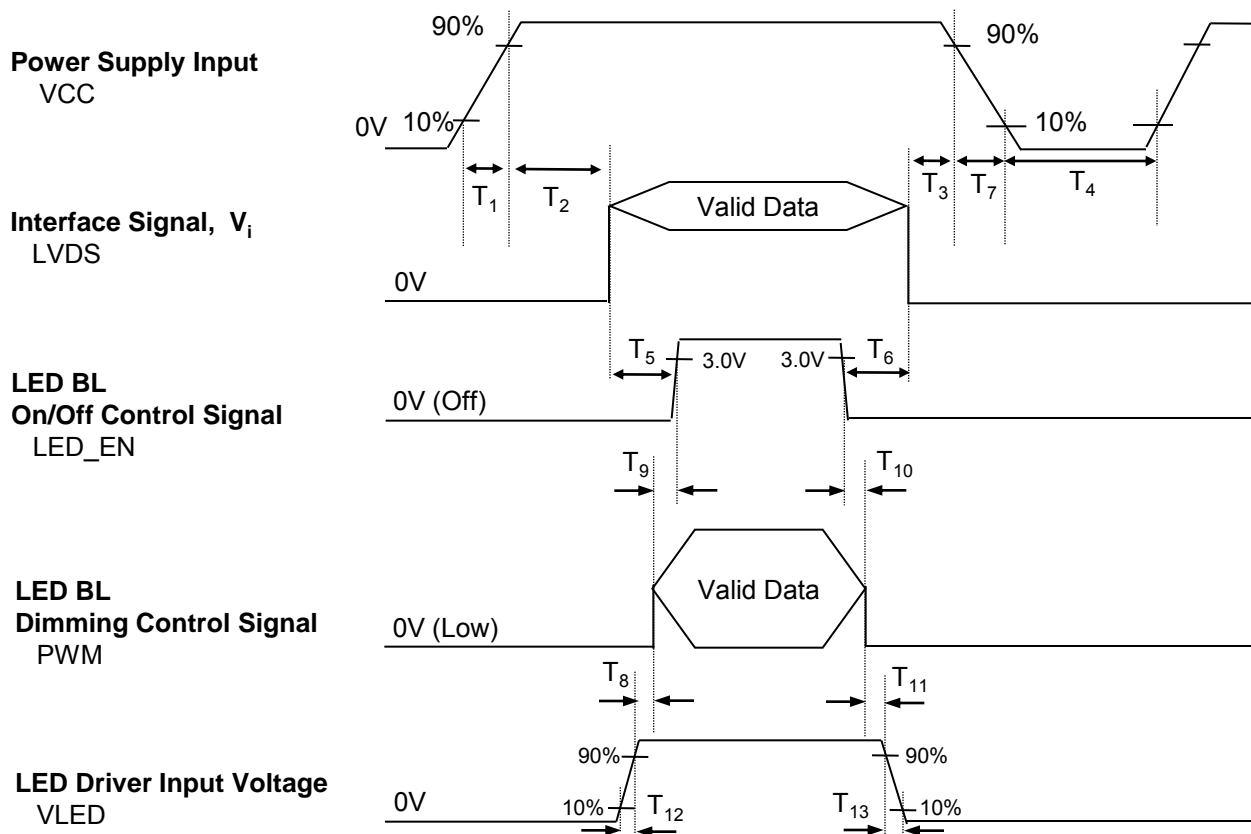 90%
90%
Power Supply Input
VCC
0V
10%
10%
T1
T2
T3
T7
T4
Interface Signal, Vi
LVDS
Valid Data
0V
T5
3.0V
3.0V
T6
LED BL
On/Off Control Signal
LED_EN
0V (Off)
T9
T10
LED BL
Dimming Control Signal
PWM
Valid Data
0V (Low)
T8
T11
90%
90%
LED Driver Input Voltage
VLED
0V
10%
T12
T13
10%